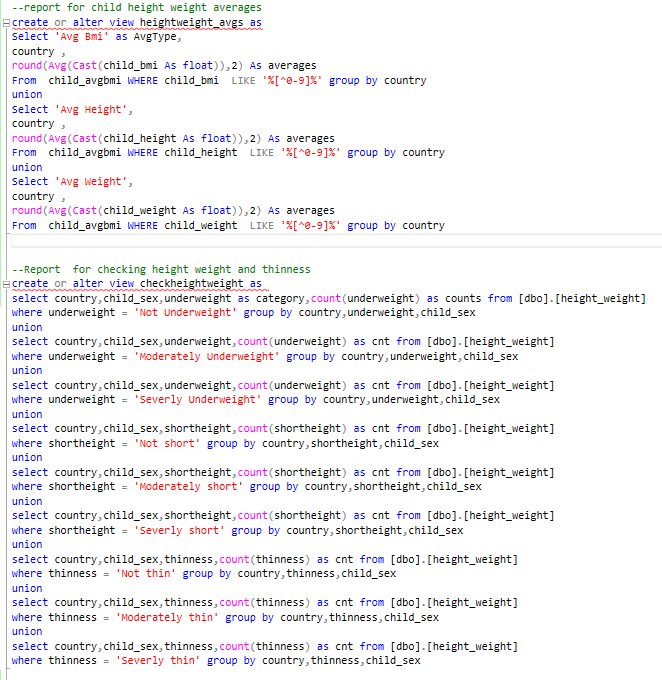 --report for child height weight averages
create or alter view heightweight_avgs as
Select 'Avg Bmi' as AvgType,
country ,
round(Avg(Cast(child_bmi As float)),2) As averages
From  child_avgbmi WHERE child_bmi  LIKE '%[^0-9]%' group by country
union
Select 'Avg Height',
country ,
round(Avg(Cast(child_height As float)),2) As averages
From  child_avgbmi WHERE child_height  LIKE '%[^0-9]%' group by country
union
Select 'Avg Weight',
country ,
round(Avg(Cast(child_weight As float)),2) As averages
From  child_avgbmi WHERE child_weight  LIKE '%[^0-9]%' group by country
--Report  for checking height weight and thinness
create or alter view checkheightweight as
select country,child_sex,underweight as category,count(underweight) as counts from [dbo].[height_weight]
where underweight = 'Not Underweight' group by country,underweight,child_sex
union
select country,child_sex,underweight,count(underweight) as cnt from [dbo].[height_weight]
where underweight = 'Moderately Underweight' group by country,underweight,child_sex
union
select country,child_sex,underweight,count(underweight) as cnt from [dbo].[height_weight]
where underweight = 'Severly Underweight' group by country,underweight,child_sex
union
select country,child_sex,shortheight,count(shortheight) as cnt from [dbo].[height_weight]
where shortheight = 'Not short' group by country,shortheight,child_sex
union
select country,child_sex,shortheight,count(shortheight) as cnt from [dbo].[height_weight]
where shortheight = 'Moderately short' group by country,shortheight,child_sex
union
select country,child_sex,shortheight,count(shortheight) as cnt from [dbo].[height_weight]
where shortheight = 'Severly short' group by country,shortheight,child_sex
union
select country,child_sex,thinness,count(thinness) as cnt from [dbo].[height_weight]
where thinness = 'Not thin' group by country,thinness,child_sex
union
select country,child_sex,thinness,count(thinness) as cnt from [dbo].[height_weight]
where thinness = 'Moderately thin' group by country,thinness,child_sex
union
select country,child_sex,thinness,count(thinness) as cnt from [dbo].[height_weight]
where thinness = 'Severly thin' group by country,thinness,child_sex